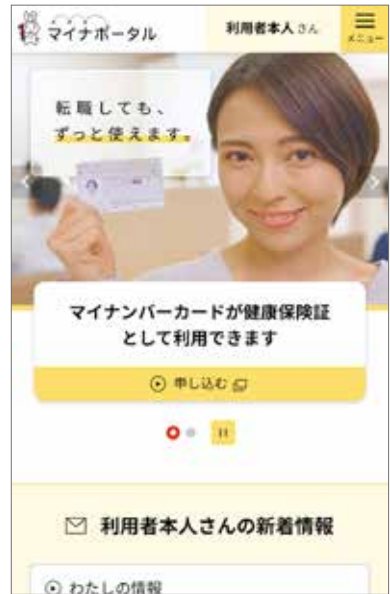 マイナポータル
利用者本人さん
メニュー
転職しても、
ずっと使えます。
マイナンバーカードが健康保険証
として利用できます
申し込む
利用者本人さんの新着情報
わたしの情報